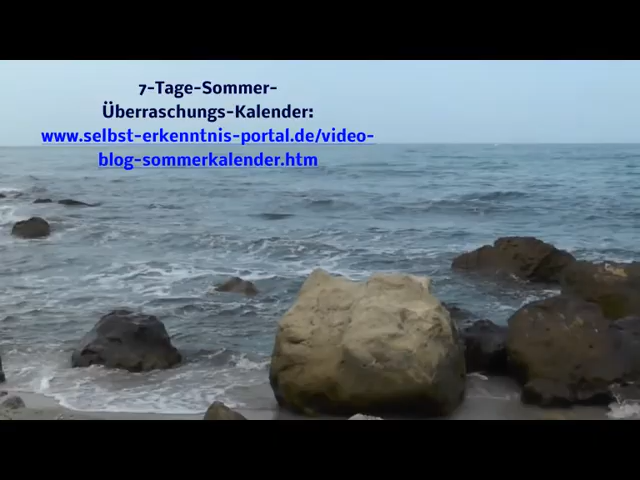 7-Tage-Sommer-
Überraschungs-Kalender:
www.selbst-erkenntnis-portal.de/video-
blog-sommerkalender.htm